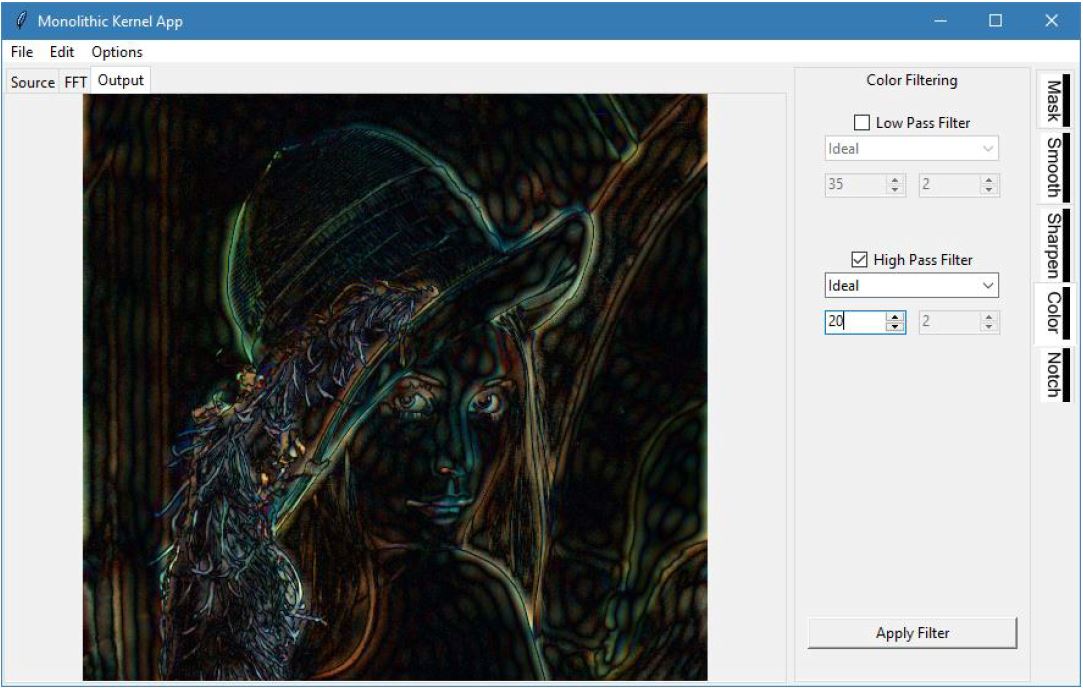 Monolithic Kernel App
File Edit Options
Source FFT Output
Color Filtering
Low Pass Filter
Ideal
35 2
High Pass Filter
Ideal
20 2
Apply Filter
Mask
Smooth
Sharpen
Color
Notch